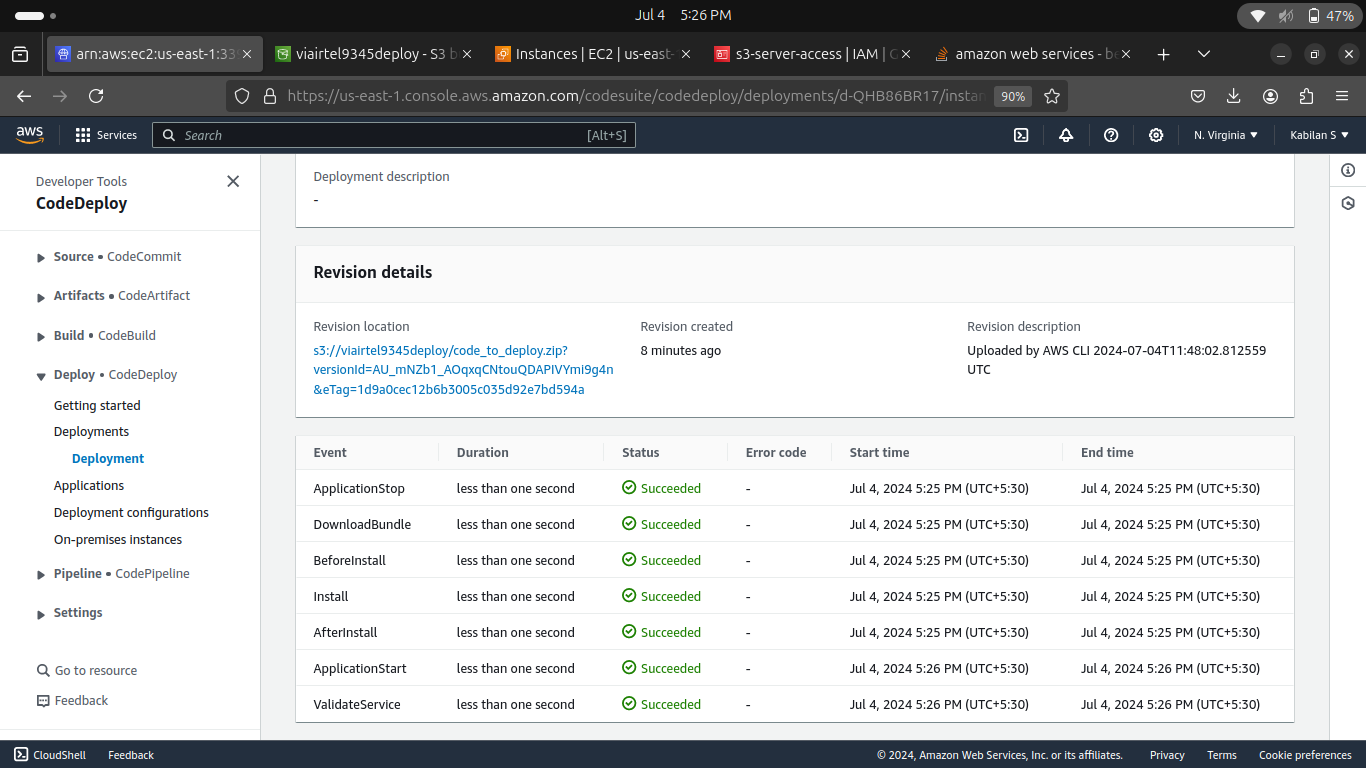 Jul 4 5:26 PM
47%
arn:aws:ec2:us-east-1:33
viairtel9345deploy - S3 b
Instances | EC2 | us-east-
s3-server-access | IAM | G
amazon web services - be
https://us-east-1.console.aws.amazon.com/codesuite/codedeploy/deployments/d-QHB86BR17/instan
90%
aws
Services
Search
[Alt+S]
N. Virginia
Kabilan S
Developer Tools
CodeDeploy
Source • CodeCommit
Artifacts • CodeArtifact
Build • CodeBuild
Deploy • CodeDeploy
Getting started
Deployments
Deployment
Applications
Deployment configurations
On-premises instances
Pipeline • CodePipeline
Settings
Go to resource
Feedback
Deployment description
-
Revision details
Revision location
s3://viairtel9345deploy/code_to_deploy.zip?
versionId=AU_mNZb1_AOqxqCNtouQDAPIVYmi9g4n
&eTag=1d9a0cec12b6b3005c035d92e7bd594a
Revision created
8 minutes ago
Revision description
Uploaded by AWS CLI 2024-07-04T11:48:02.812559
UTC
Event Duration Status Error code Start time End time
ApplicationStop less than one second Succeeded - Jul 4, 2024 5:25 PM (UTC+5:30) Jul 4, 2024 5:25 PM (UTC+5:30)
DownloadBundle less than one second Succeeded - Jul 4, 2024 5:25 PM (UTC+5:30) Jul 4, 2024 5:25 PM (UTC+5:30)
BeforeInstall less than one second Succeeded - Jul 4, 2024 5:25 PM (UTC+5:30) Jul 4, 2024 5:25 PM (UTC+5:30)
Install less than one second Succeeded - Jul 4, 2024 5:25 PM (UTC+5:30) Jul 4, 2024 5:25 PM (UTC+5:30)
AfterInstall less than one second Succeeded - Jul 4, 2024 5:25 PM (UTC+5:30) Jul 4, 2024 5:25 PM (UTC+5:30)
ApplicationStart less than one second Succeeded - Jul 4, 2024 5:26 PM (UTC+5:30) Jul 4, 2024 5:26 PM (UTC+5:30)
ValidateService less than one second Succeeded - Jul 4, 2024 5:26 PM (UTC+5:30) Jul 4, 2024 5:26 PM (UTC+5:30)
CloudShell
Feedback
© 2024, Amazon Web Services, Inc. or its affiliates.
Privacy
Terms
Cookie preferences